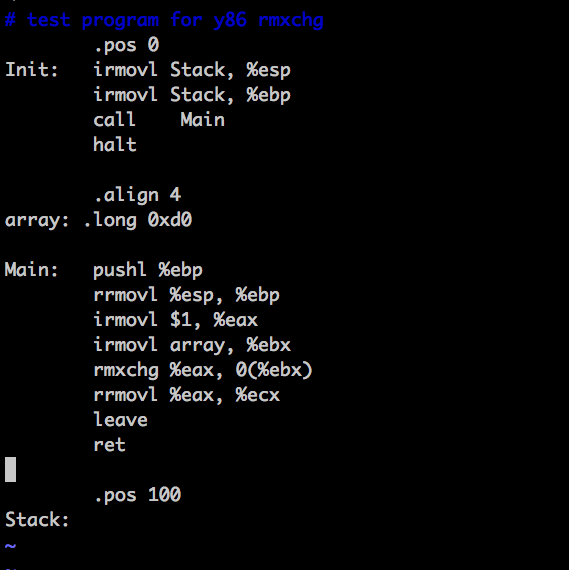 # test program for y86 rmxchg
        .pos 0
Init:   irmovl Stack, %esp
        irmovl Stack, %ebp
        call    Main
        halt

        .align 4
array: .long 0xd0

Main:   pushl %ebp
        rrmovl %esp, %ebp
        irmovl $1, %eax
        irmovl array, %ebx
        rmxchg %eax, 0(%ebx)
        rrmovl %eax, %ecx
        leave
        ret

        .pos 100
Stack:
~